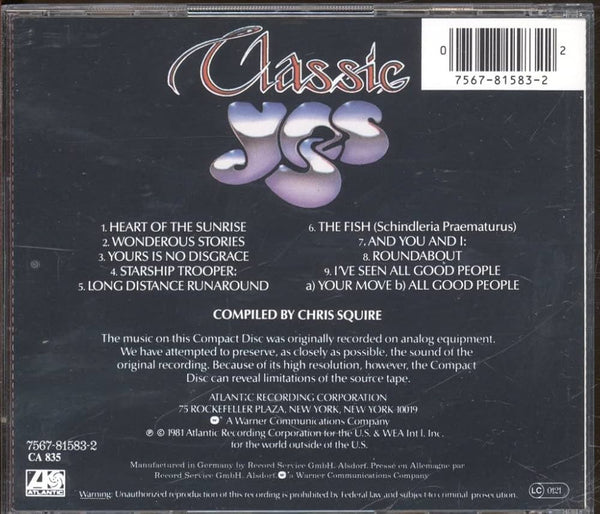 Classic
yes
0 2
7567-81583-2
1. HEART OF THE SUNRISE
2. WONDEROUS STORIES
3. YOURS IS NO DISGRACE
4. STARSHIP TROOPER:
5. LONG DISTANCE RUNAROUND
6. THE FISH (Schindleria Praematurus)
7. AND YOU AND I:
8. ROUNDABOUT
9. I'VE SEEN ALL GOOD PEOPLE
a) YOUR MOVE b) ALL GOOD PEOPLE
COMPILED BY CHRIS SQUIRE
The music on this Compact Disc was originally recorded on analog equipment.
We have attempted to preserve, as closely as possible, the sound of the
original recording. Because of its high resolution, however, the Compact
Disc can reveal limitations of the source tape.
ATLANTIC RECORDING CORPORATION
75 ROCKEFELLER PLAZA, NEW YORK, NEW YORK 10019
A Warner Communications Company
℗ © 1981 Atlantic Recording Corporation for the U.S. & WEA Int'l. Inc.
for the world outside of the U.S.
7567-81583-2
CA 835
Manufactured in Germany by Record Service GmbH. Alsdorf. Pressé en Allemagne par
Record Service GmbH. Alsdorf. a Warner Communications Company
ATLANTIC
Warning: Unauthorized reproduction of this recording is prohibited by Federal law and subject to criminal prosecution.
LC 0121